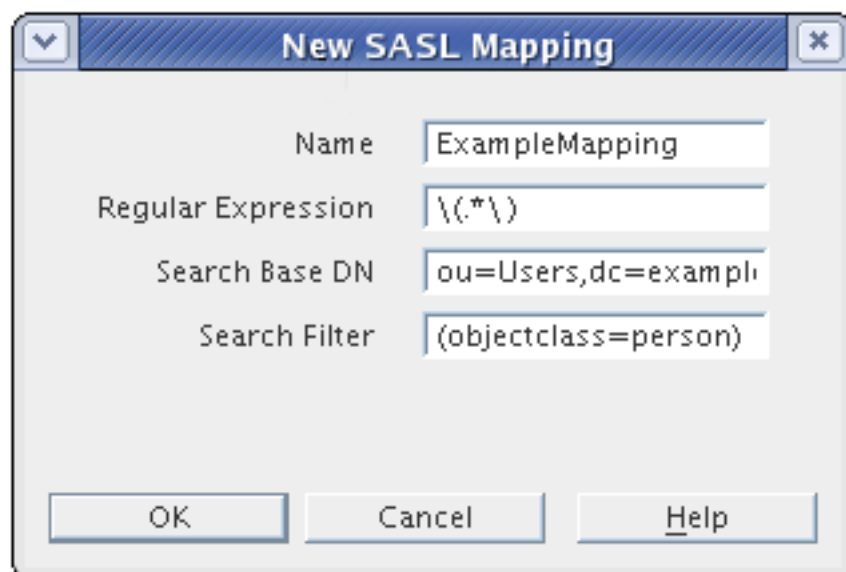 New SASL Mapping
Name ExampleMapping
Regular Expression \(.*\)
Search Base DN ou=Users,dc=example
Search Filter (objectclass=person)
OK Cancel Help